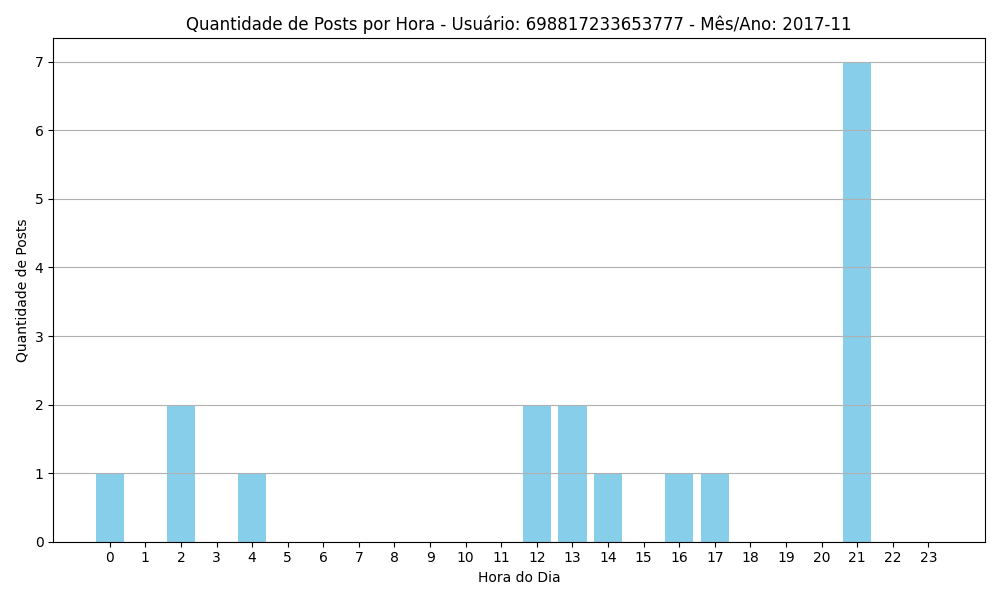 Quantidade de Posts por Hora - Usuário: 698817233653777 - Mês/Ano: 2017-11
7
6
5
4
3
2
1
0
Quantidade de Posts
0 1 2 3 4 5 6 7 8 9 10 11 12 13 14 15 16 17 18 19 20 21 22 23
Hora do Dia